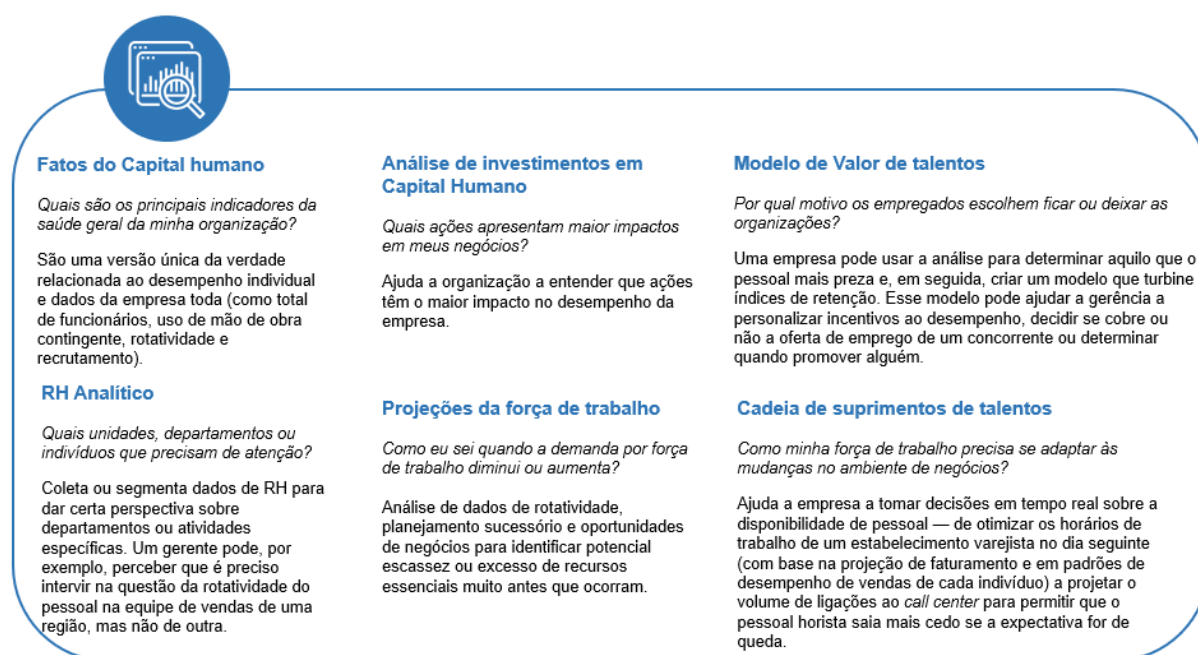 Fatos do Capital humano
Quais são os principais indicadores da
saúde geral da minha organização?
São uma versão única da verdade
relacionada ao desempenho individual
e dados da empresa toda (como total
de funcionários, uso de mão de obra
contingente, rotatividade e
recrutamento).
RH Analítico
Quais unidades, departamentos ou
indivíduos que precisam de atenção?
Coleta ou segmenta dados de RH para
dar certa perspectiva sobre
departamentos ou atividades
específicas. Um gerente pode, por
exemplo, perceber que é preciso
intervir na questão da rotatividade do
pessoal na equipe de vendas de uma
região, mas não de outra.
Análise de investimentos em
Capital Humano
Quais ações apresentam maior impactos
em meus negócios?
Ajuda a organização a entender que ações
têm o maior impacto no desempenho da
empresa.
Projeções da força de trabalho
Como eu sei quando a demanda por força
de trabalho diminui ou aumenta?
Análise de dados de rotatividade,
planejamento sucessório e oportunidades
de negócios para identificar potencial
escassez ou excesso de recursos
essenciais muito antes que ocorram.
Modelo de Valor de talentos
Por qual motivo os empregados escolhem ficar ou deixar as
organizações?
Uma empresa pode usar a análise para determinar aquilo que o
pessoal mais preza e, em seguida, criar um modelo que turbine
índices de retenção. Esse modelo pode ajudar a gerência a
personalizar incentivos ao desempenho, decidir se cobre ou
não a oferta de emprego de um concorrente ou determinar
quando promover alguém.
Cadeia de suprimentos de talentos
Como minha força de trabalho precisa se adaptar às
mudanças no ambiente de negócios?
Ajuda a empresa a tomar decisões em tempo real sobre a
disponibilidade de pessoal — de otimizar os horários de
trabalho de um estabelecimento varejista no dia seguinte
(com base na projeção de faturamento e em padrões de
desempenho de vendas de cada indivíduo) a projetar o
volume de ligações ao call center para permitir que o
pessoal horista saia mais cedo se a expectativa for de
queda.